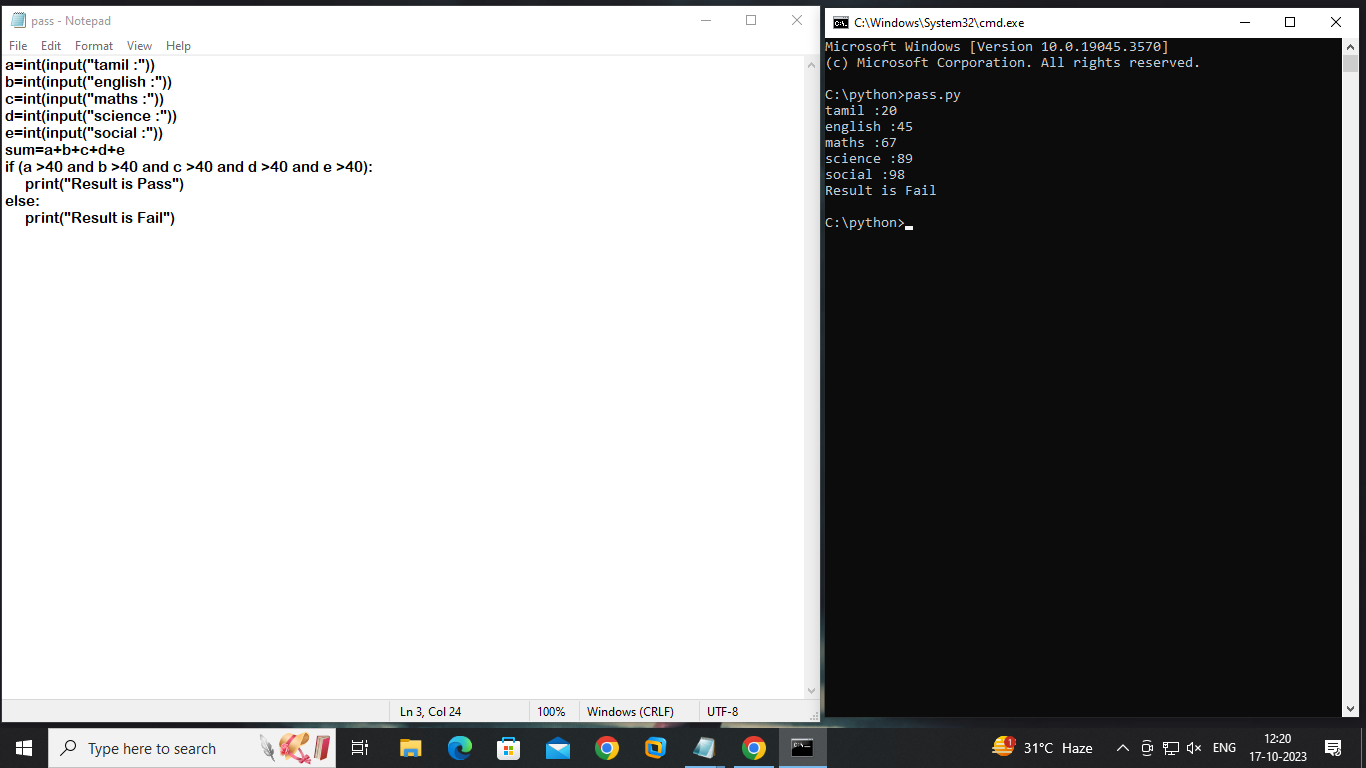 pass - Notepad
File Edit Format View Help
a=int(input("tamil :"))
b=int(input("english :"))
c=int(input("maths :"))
d=int(input("science :"))
e=int(input("social :"))
sum=a+b+c+d+e
if (a >40 and b >40 and c >40 and d >40 and e >40):
     print("Result is Pass")
else:
     print("Result is Fail")
Ln 3, Col 24 100% Windows (CRLF) UTF-8
C:\Windows\System32\cmd.exe
Microsoft Windows [Version 10.0.19045.3570]
(c) Microsoft Corporation. All rights reserved.
C:\python>pass.py
tamil :20
english :45
maths :67
science :89
social :98
Result is Fail
C:\python>
Type here to search
1
31°C Haze
ENG
12:20
17-10-2023